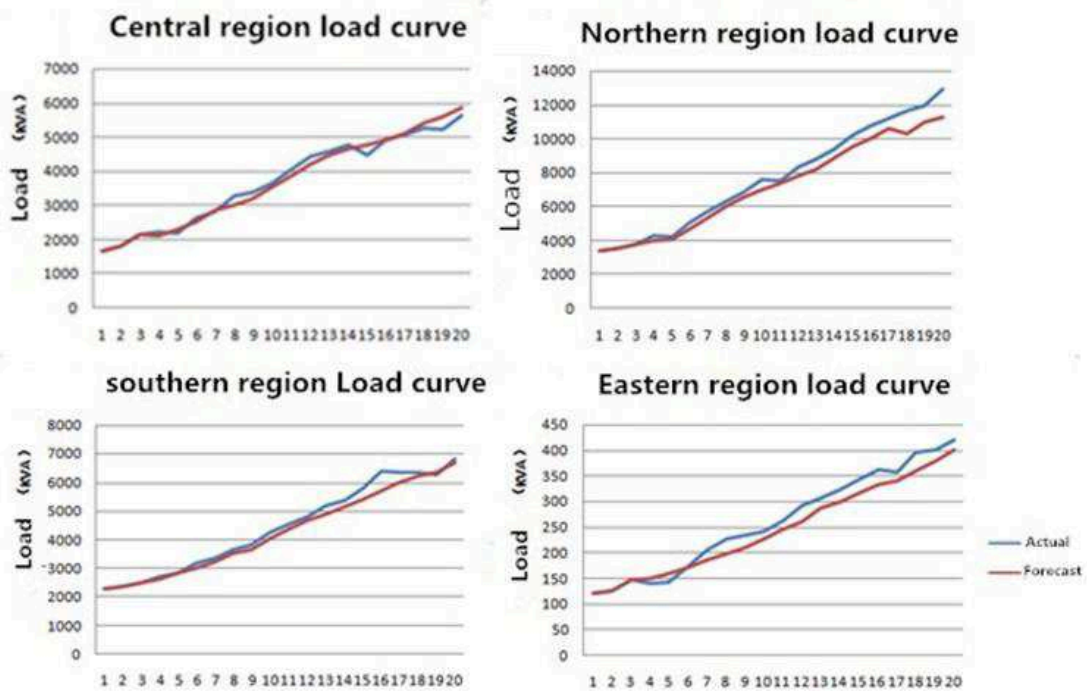 Central region load curve
Load (KVA)
7000
6000
5000
4000
3000
2000
1000
0
1 2 3 4 5 6 7 8 9 10 11 12 13 14 15 16 17 18 19 20
Northern region load curve
Load (KVA)
14000
12000
10000
8000
6000
4000
2000
0
1 2 3 4 5 6 7 8 9 10 11 12 13 14 15 16 17 18 19 20
southern region Load curve
Load (KVA)
8000
7000
6000
5000
4000
3000
2000
1000
0
1 2 3 4 5 6 7 8 9 10 11 12 13 14 15 16 17 18 19 20
Eastern region load curve
Load (KVA)
450
400
350
300
250
200
150
100
50
0
1 2 3 4 5 6 7 8 9 10 11 12 13 14 15 16 17 18 19 20
Actual
Forecast